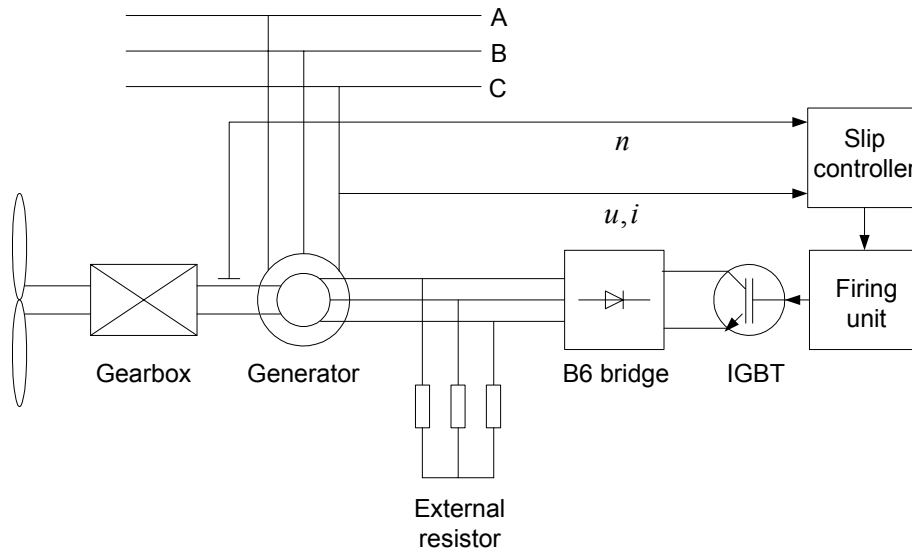 A
B
C
n
Slip
controller
u, i
Firing
unit
Gearbox
Generator
B6 bridge
IGBT
External
resistor